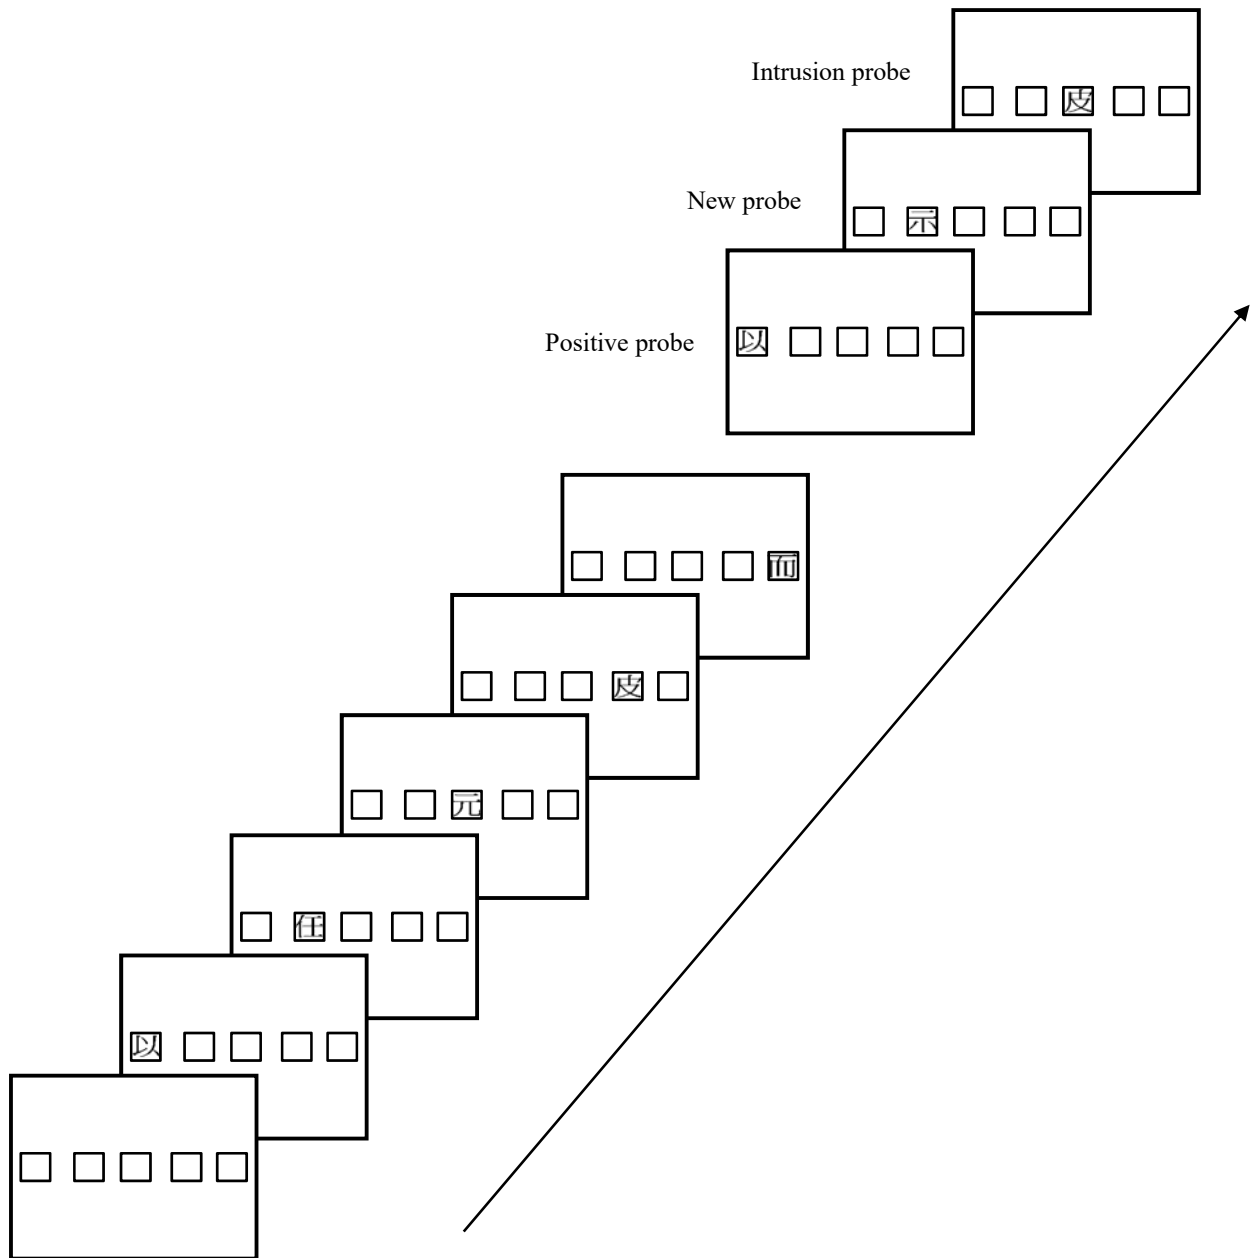 Intrusion probe
皮
New probe
示
Positive probe
以
而
皮
元
任
以